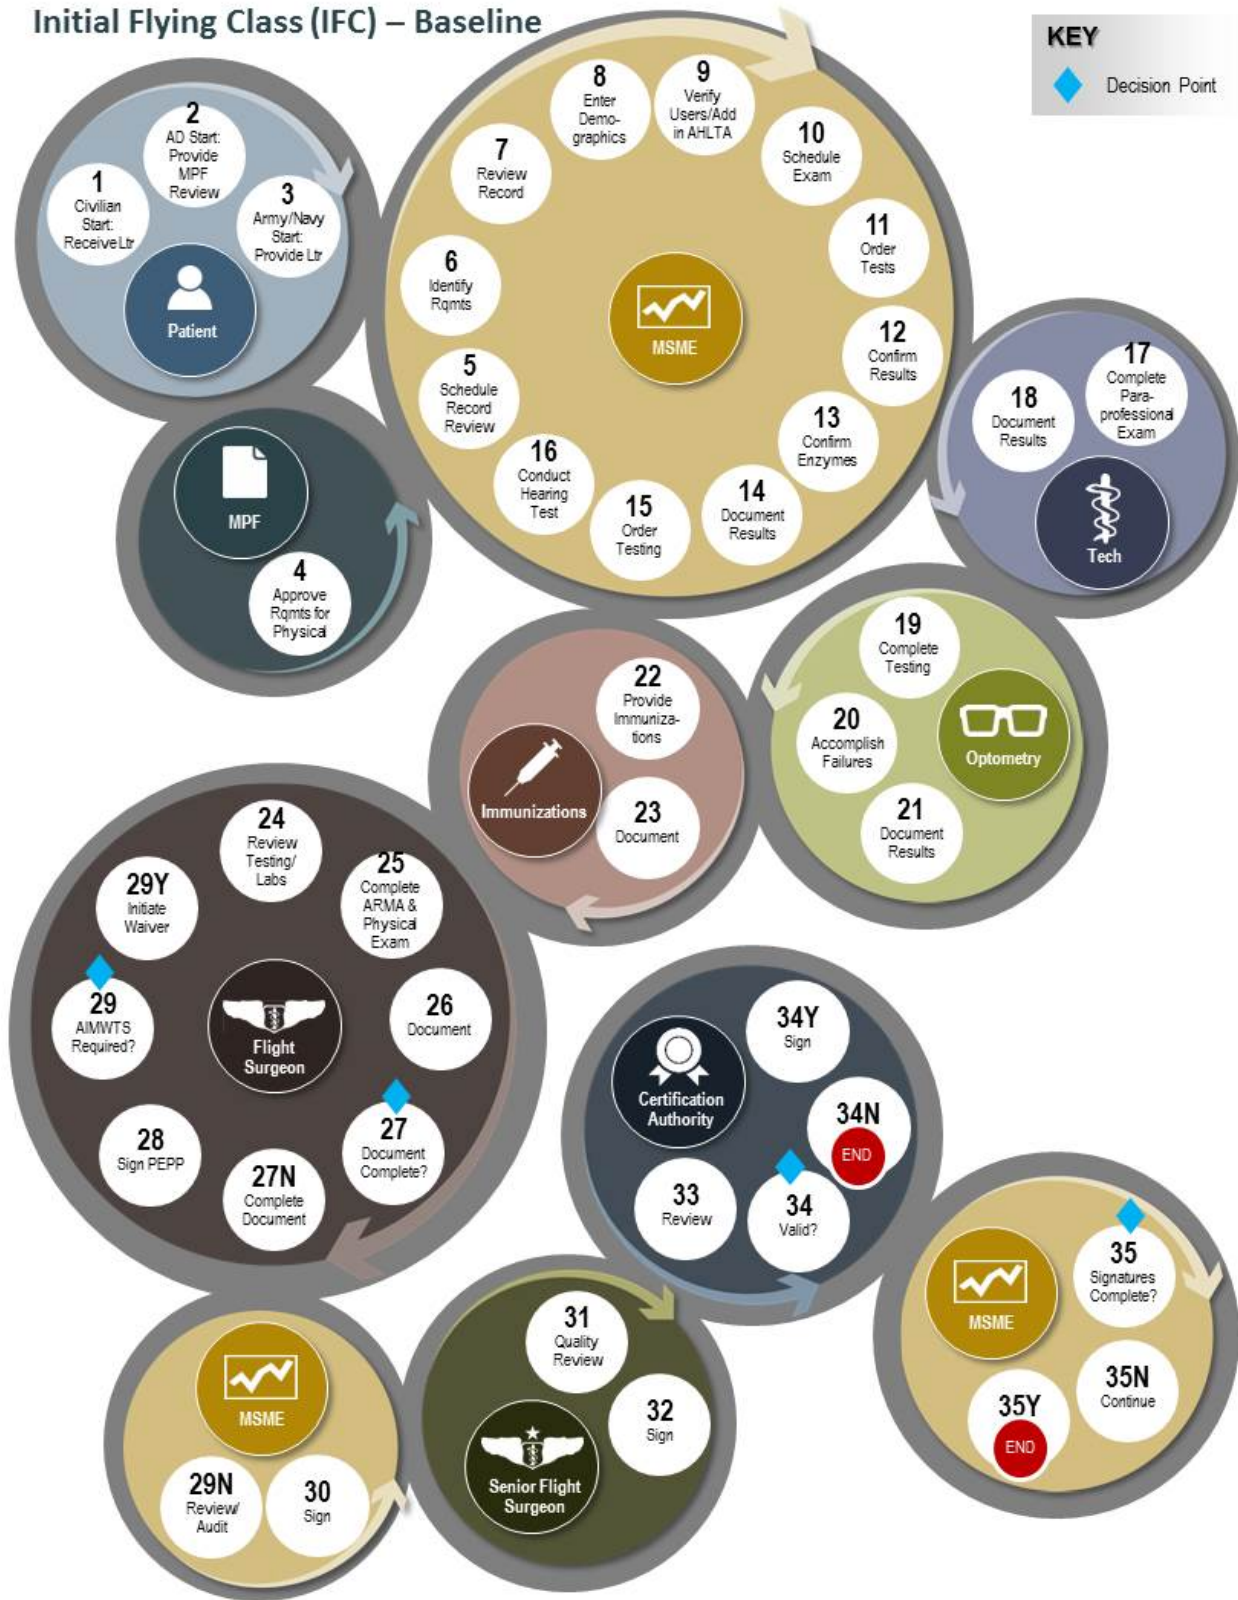 Initial Flying Class (IFC) – Baseline
KEY
Decision Point
1
Civilian
Start:
Receive Ltr
2
AD Start:
Provide
MPF
Review
3
Army/Navy
Start:
Provide Ltr
Patient
MPF
4
Approve
Rqmts for
Physical
5
Schedule
Record
Review
6
Identify
Rqmts
7
Review
Record
8
Enter
Demo-
graphics
9
Verify
Users/Add
in AHLTA
10
Schedule
Exam
11
Order
Tests
12
Confirm
Results
13
Confirm
Enzymes
14
Document
Results
15
Order
Testing
16
Conduct
Hearing
Test
MSME
17
Complete
Para-
professional
Exam
18
Document
Results
Tech
19
Complete
Testing
20
Accomplish
Failures
21
Document
Results
Optometry
22
Provide
Immuniza-
tions
23
Document
Immunizations
24
Review
Testing/
Labs
25
Complete
ARMA &
Physical
Exam
26
Document
27
Document
Complete?
27N
Complete
Document
28
Sign PEPP
29
AIMWTS
Required?
29Y
Initiate
Waiver
Flight
Surgeon
MSME
29N
Review/
Audit
30
Sign
31
Quality
Review
32
Sign
Senior Flight
Surgeon
Certification
Authority
33
Review
34
Valid?
34Y
Sign
34N
END
MSME
35
Signatures
Complete?
35N
Continue
35Y
END